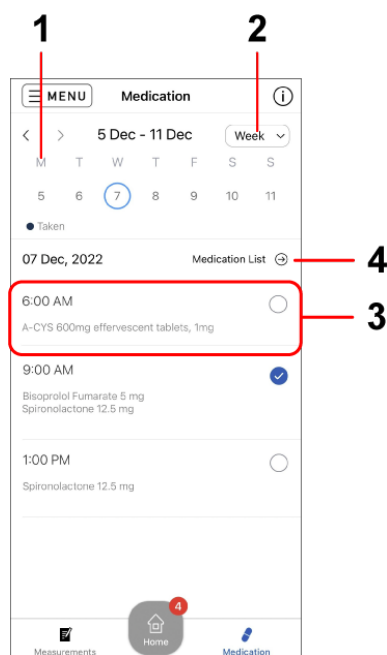 1 2
MENU Medication i
< > 5 Dec - 11 Dec Week
M T W T F S S
5 6 7 8 9 10 11
Taken
07 Dec, 2022 Medication List 4
6:00 AM
3
A-CYS 600mg effervescent tablets, 1mg
9:00 AM
Bisoprolol Fumarate 5 mg
Spironolactone 12.5 mg
1:00 PM
Spironolactone 12.5 mg
4
Home
Measurements Medication